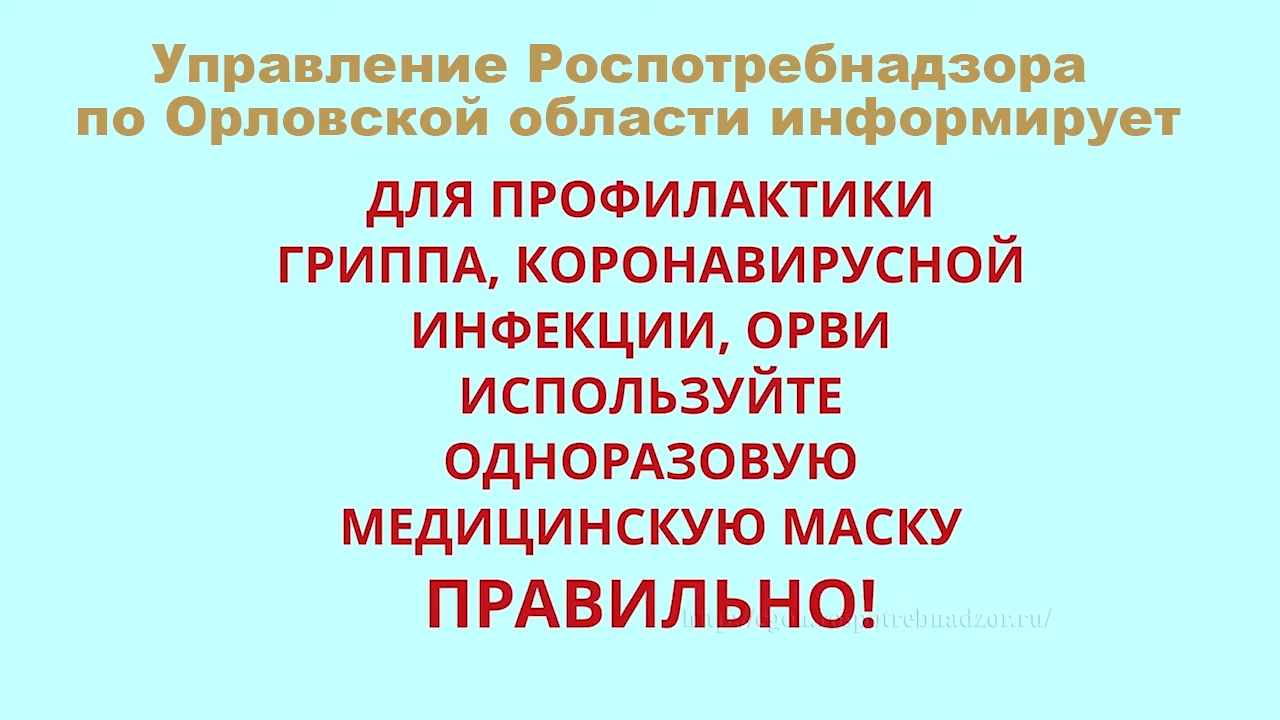 Управление Роспотребнадзора
по Орловской области информирует
ДЛЯ ПРОФИЛАКТИКИ
ГРИППА, КОРОНАВИРУСНОЙ
ИНФЕКЦИИ, ОРВИ
ИСПОЛЬЗУЙТЕ
ОДНОРАЗОВУЮ
МЕДИЦИНСКУЮ МАСКУ
ПРАВИЛЬНО!